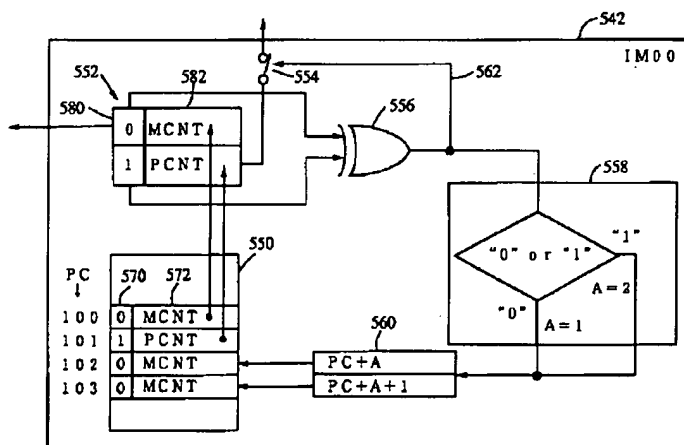 542
IM00
552
582
554
562
580
556
0 MCNT
1 PCNT
558
"0" or "1"
"1"
A=2
"0"
A=1
550
PC
570
572
560
100 0 MCNT
101 1 PCNT
102 0 MCNT
103 0 MCNT
PC+A
PC+A+1